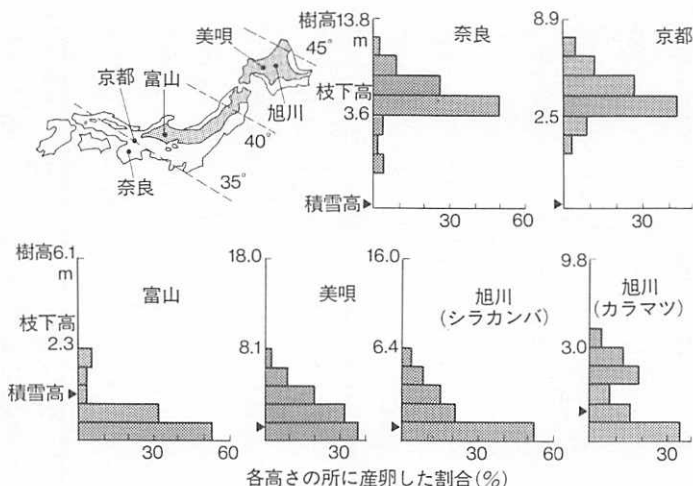 美唄
45°
京都
富山
旭川
40°
奈良
35°
樹高13.8
m
奈良
枝下高
3.6
積雪高
30
60
8.9
京都
2.5
30
樹高6.1
m
富山
枝下高
2.3
積雪高
30
60
18.0
美唄
8.1
30
16.0
旭川
(シラカンバ)
6.4
30
9.8
旭川
(カラマツ)
3.0
30
各高さの所に産卵した割合(%)